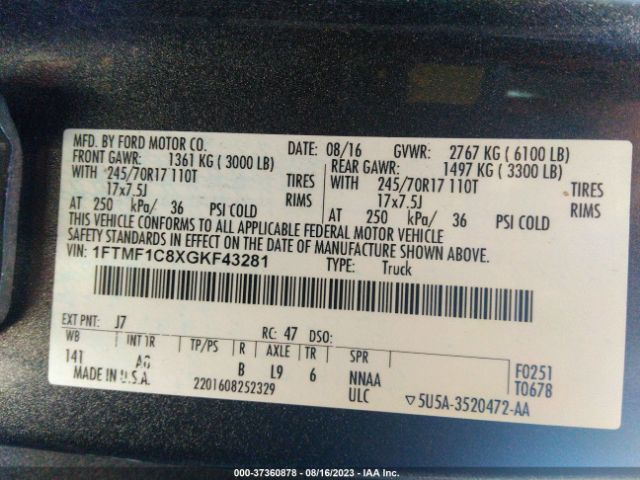 MFD. BY FORD MOTOR CO. DATE: 08/16 GVWR: 2767 KG ( 6100 LB)
FRONT GAWR: 1361 KG ( 3000 LB) REAR GAWR: 1497 KG ( 3300 LB)
WITH 245/70R17 110T TIRES WITH 245/70R17 110T TIRES
17x7.5J RIMS 17x7.5J RIMS
AT 250 kPa/ 36 PSI COLD AT 250 kPa/ 36 PSI COLD
THIS VEHICLE CONFORMS TO ALL APPLICABLE FEDERAL MOTOR VEHICLE
SAFETY STANDARDS IN EFFECT ON THE DATE OF MANUFACTURE SHOWN ABOVE.
VIN: 1FTMF1C8XGKF43281 TYPE: Truck
EXT PNT: J7 RC: 47 DSO:
WB INT TR TP/PS R AXLE TR SPR
141 B L9 6 NNAA F0251
MADE IN U.S.A. 2201608252329 ULC T0678
▽5U5A-3520472-AA
000-37360878 - 08/16/2023 - IAA Inc.